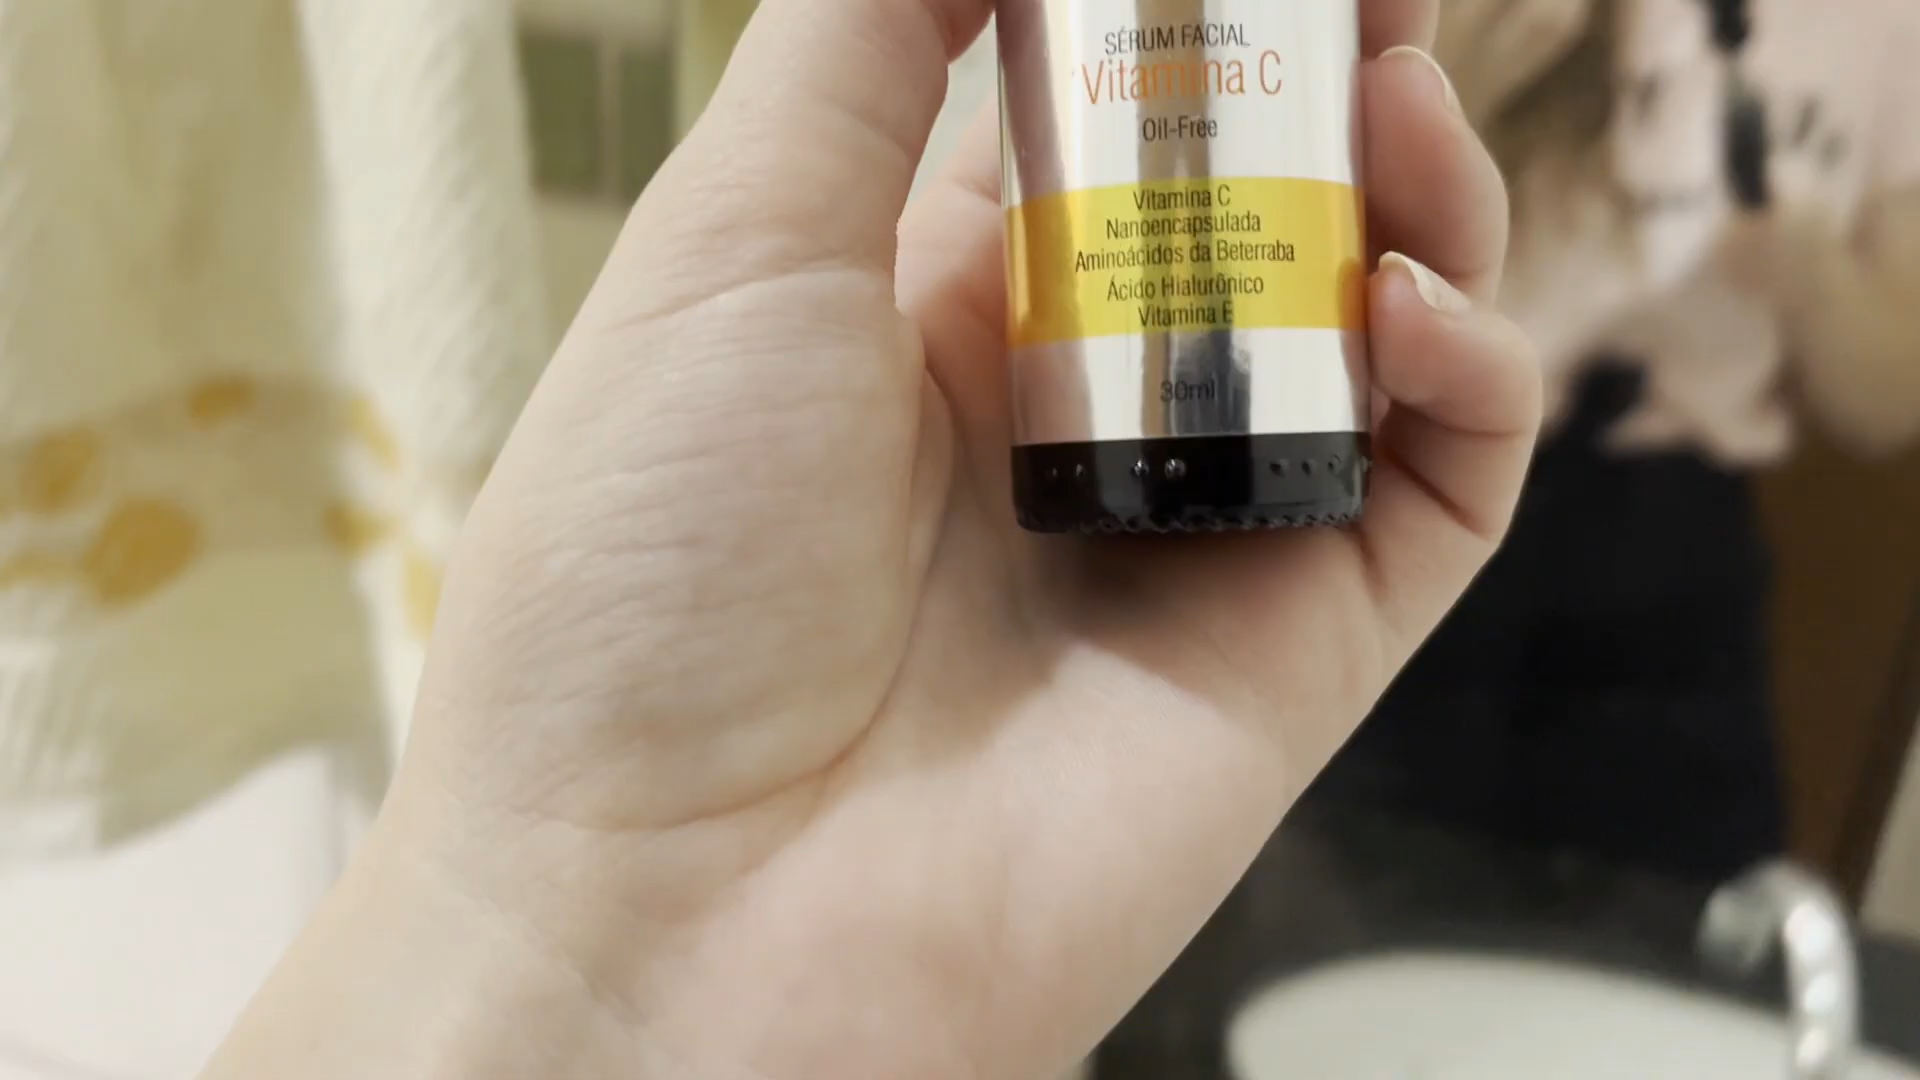 SÉRUM FACIAL
Vitamina C
Oil-Free
Vitamina C
Nanoencapsulada
Aminoácidos da Beterraba
Ácido Hialurônico
Vitamina E
30ml